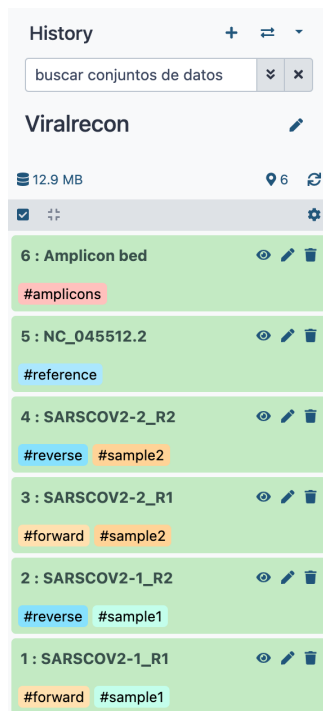 History
buscar conjuntos de datos
Viralrecon
12.9 MB 6
6 : Amplicon bed
#amplicons
5 : NC_045512.2
#reference
4 : SARSCOV2-2_R2
#reverse #sample2
3 : SARSCOV2-2_R1
#forward #sample2
2 : SARSCOV2-1_R2
#reverse #sample1
1 : SARSCOV2-1_R1
#forward #sample1